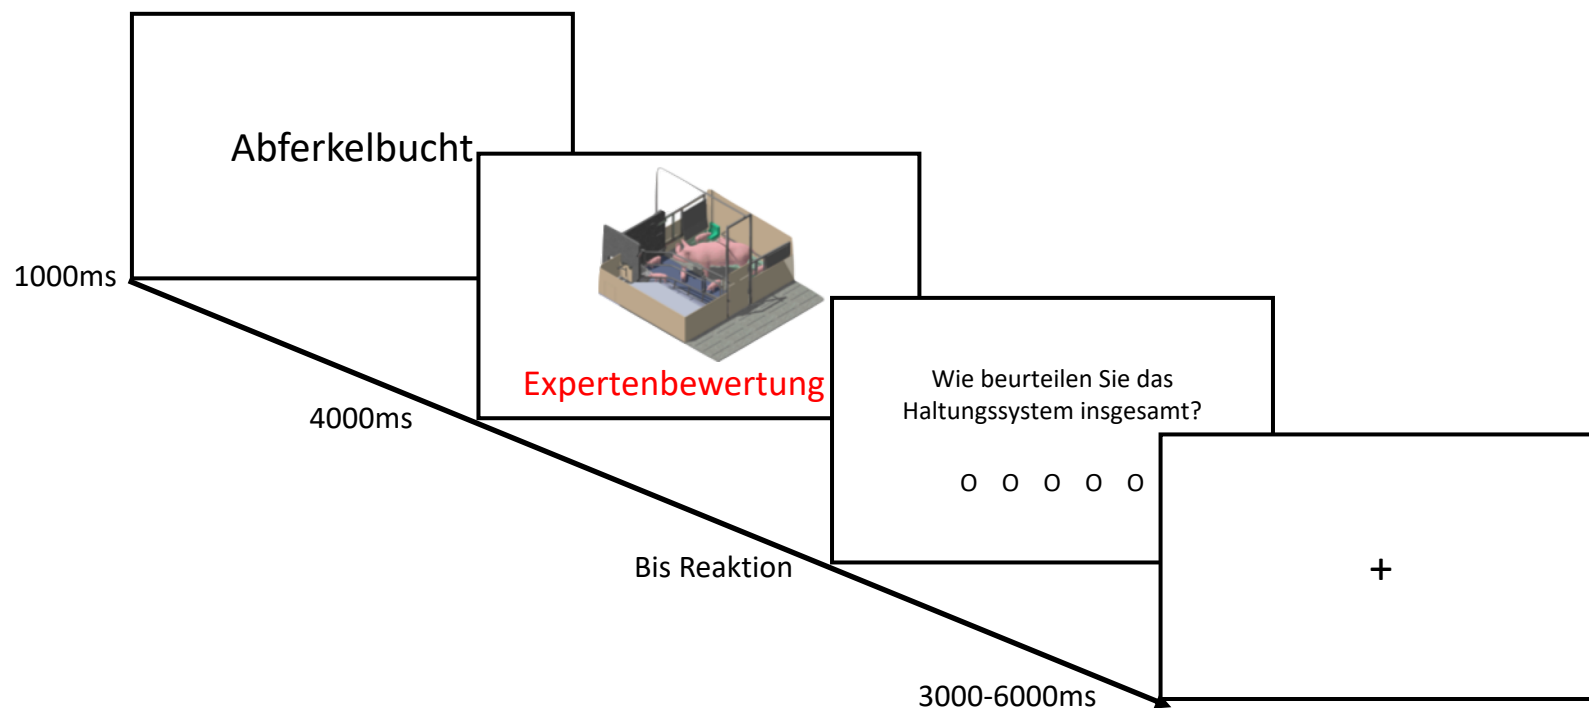 Abferkelbucht
1000ms
Expertenbewertung
4000ms
Wie beurteilen Sie das
Haltungssystem insgesamt?
O O O O O
Bis Reaktion
+
3000-6000ms